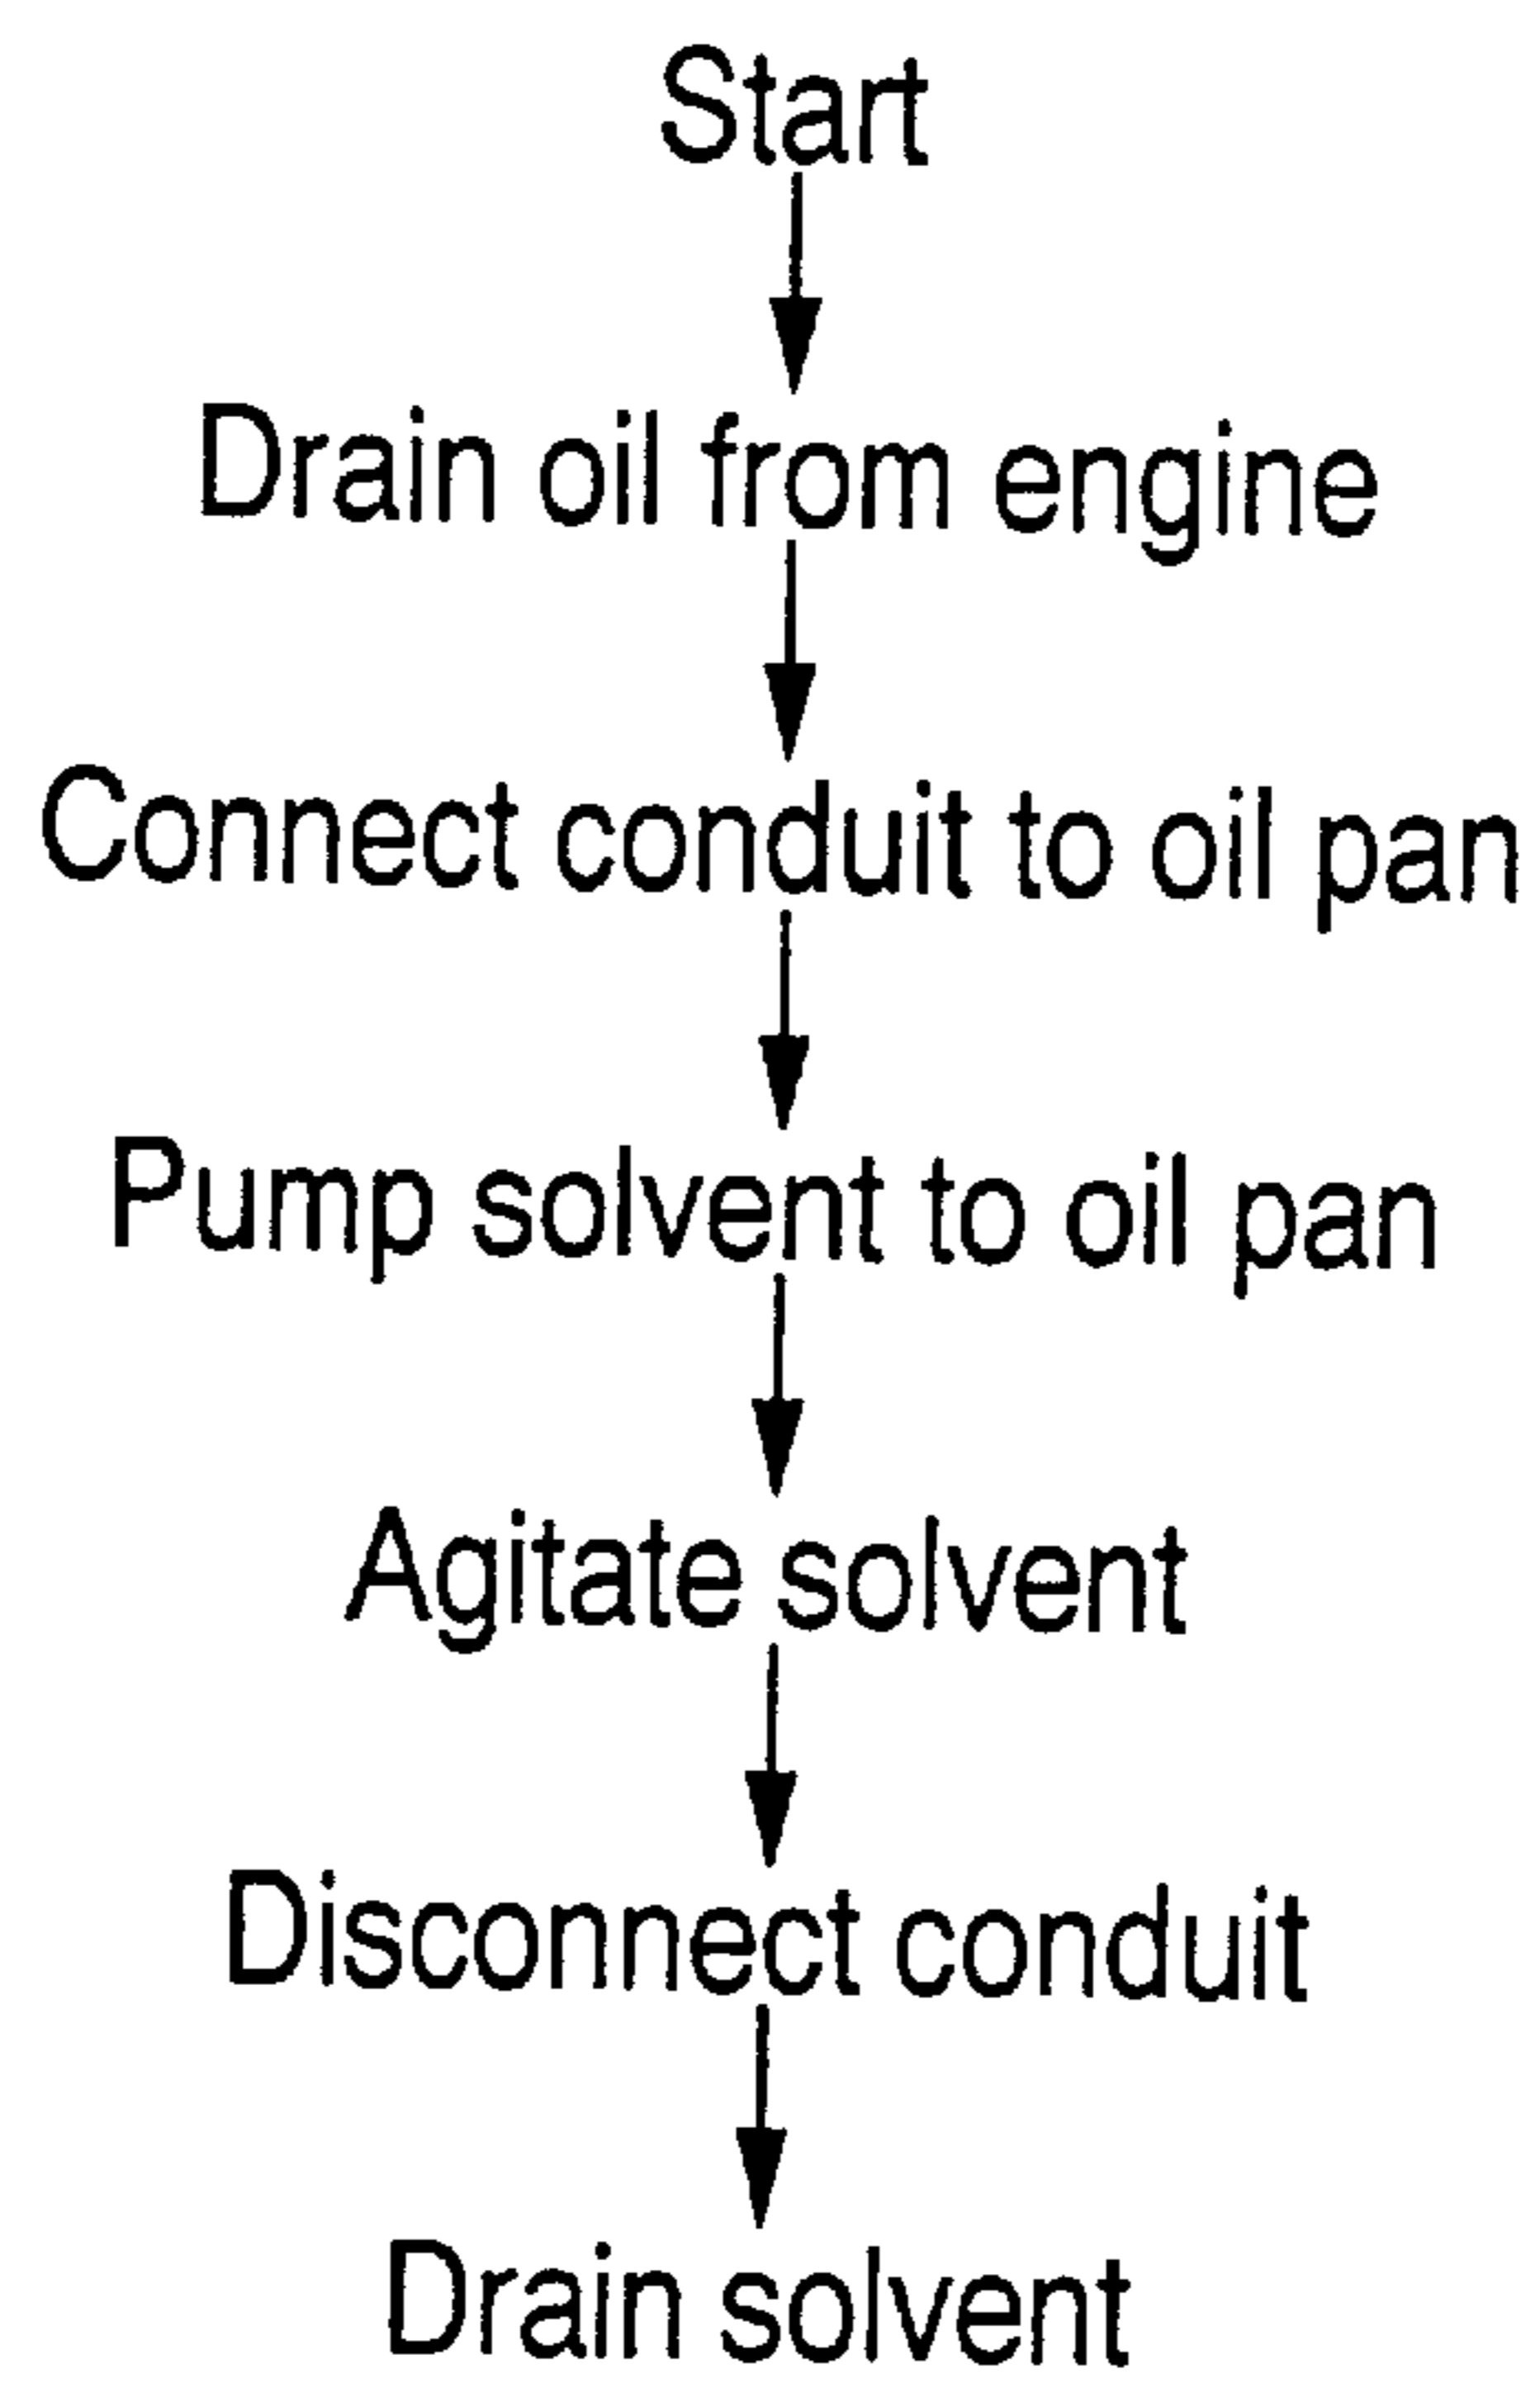 Start
Drain oil from engine
Connect conduit to oil pan
Pump solvent to oil pan
Agitate solvent
Disconnect conduit
Drain solvent